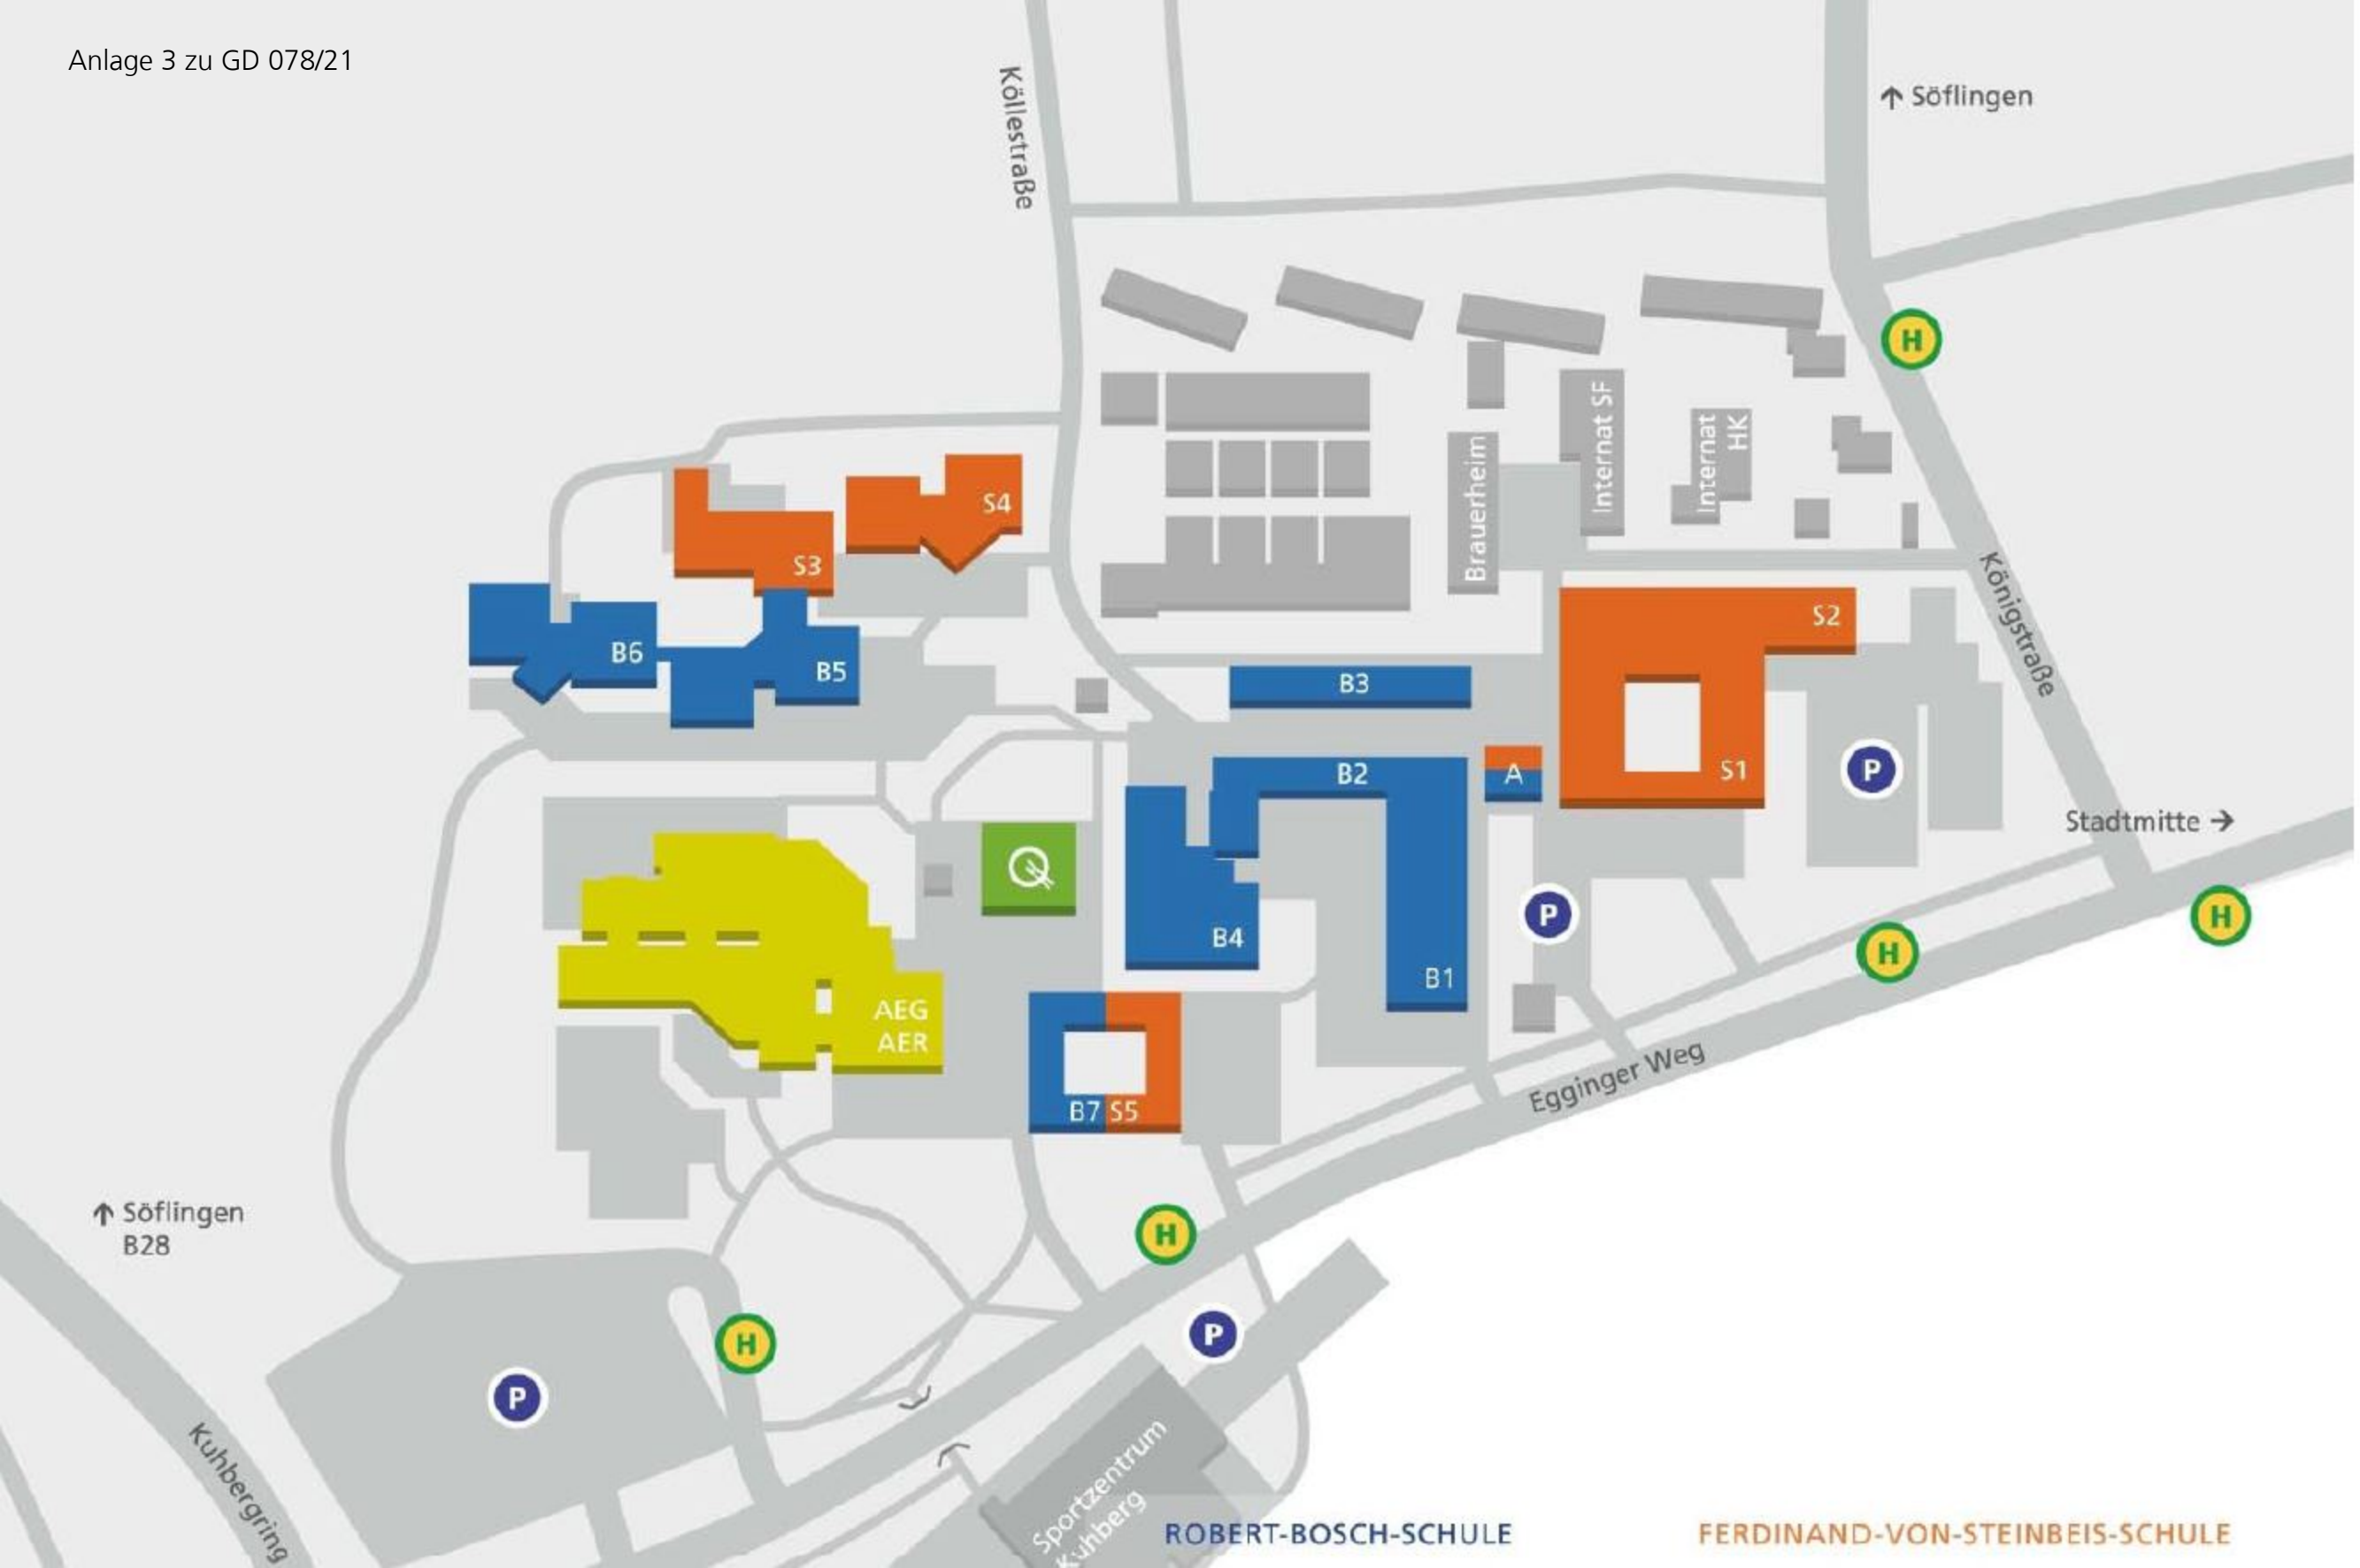 Anlage 3 zu GD 078/21
Köllestraße
↑ Söflingen
H
Internat SF
Internat
HK
Brauerheim
S4
S3
Königstraße
S2
B6
B5
B3
B2
A
S1
P
Stadtmitte →
Q
P
H
H
B4
B1
AEG
AER
B7
S5
Egginger Weg
↑ Söflingen
B28
H
P
H
P
Kuhbergring
Sportzentrum
Kuhberg
ROBERT-BOSCH-SCHULE
FERDINAND-VON-STEINBEIS-SCHULE